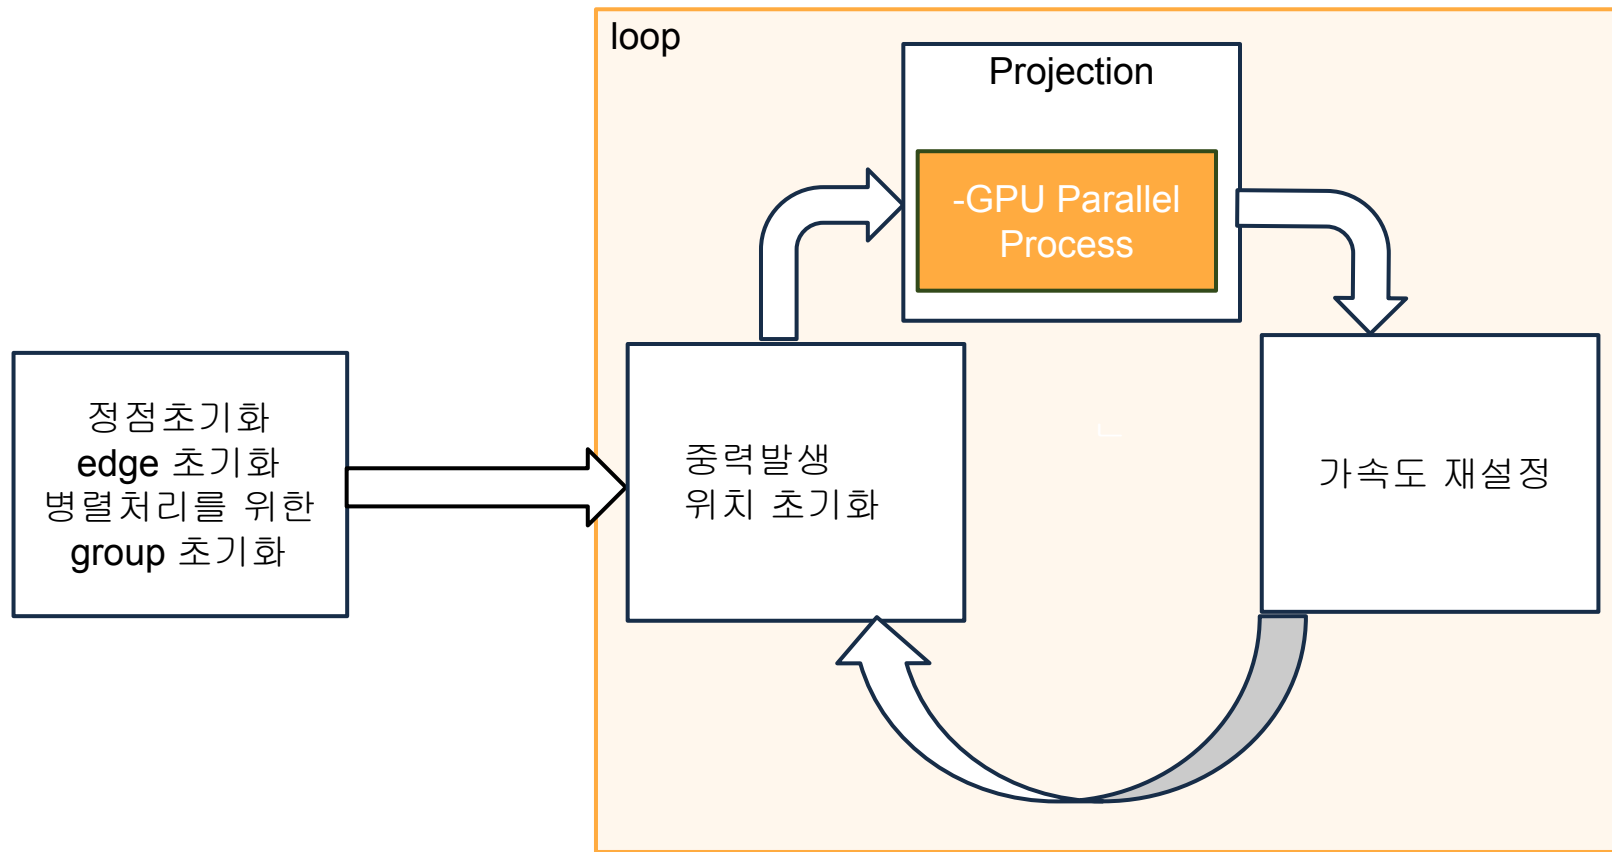 loop
Projection
-GPU Parallel
Process
정점초기화
edge 초기화
병렬처리를 위한
group 초기화
중력발생
위치 초기화
가속도 재설정